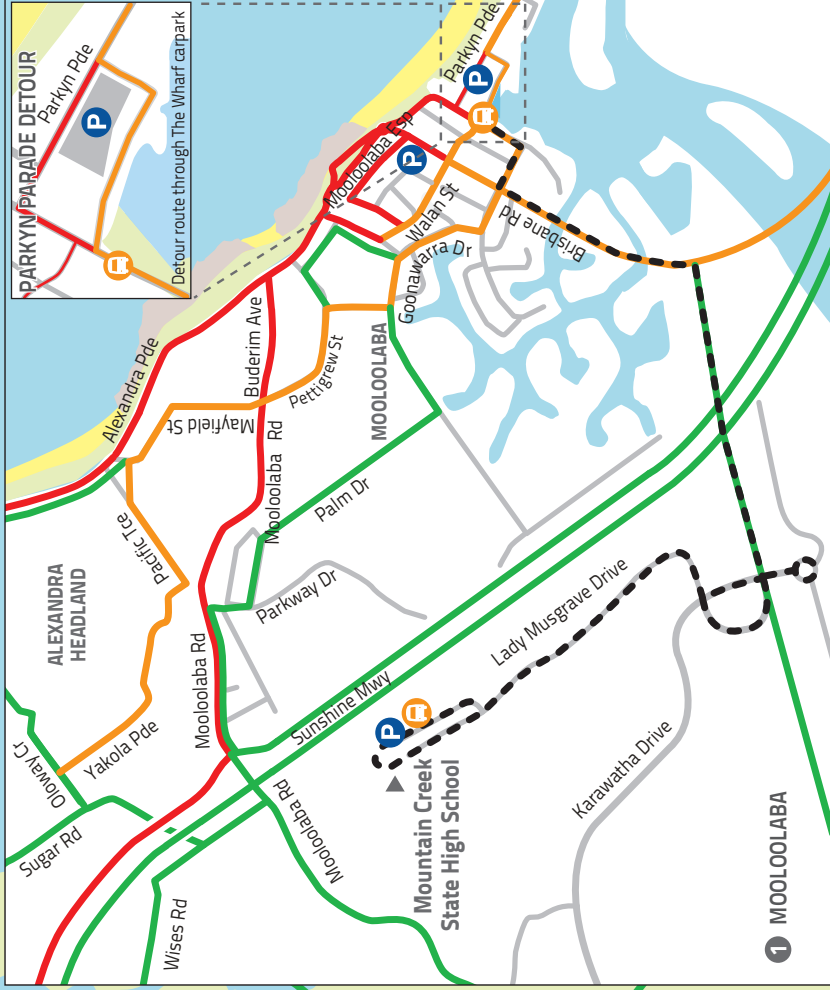 PARKYN PARADE DETOUR
Parkyn Pde
P
Detour route through The Wharf carpark
Parkyn Pde
P
Mooloolaba Esp
P
Walan St
Brisbane Rd
Goonawarra Dr
Alexandra Pde
Buderim Ave
Pettigrew St
Mayfield St
MOOLOOLABA
Mooloolaba Rd
Palm Dr
Pacific Tce
ALEXANDRA
HEADLAND
Parkway Dr
Mooloolaba Rd
Lady Musgrave Drive
Sunshine Mwy
P
Oloway Cr
Yakola Pde
Sugar Rd
Mooloolaba Rd
Mountain Creek
State High School
Karawatha Drive
Wises Rd
1 MOOLOOLABA